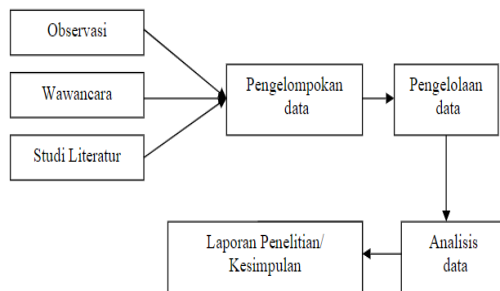 Observasi
Wawancara
Studi Literatur
Pengelompokan
data
Pengelolaan
data
Analisis
data
Laporan Penelitian/
Kesimpulan